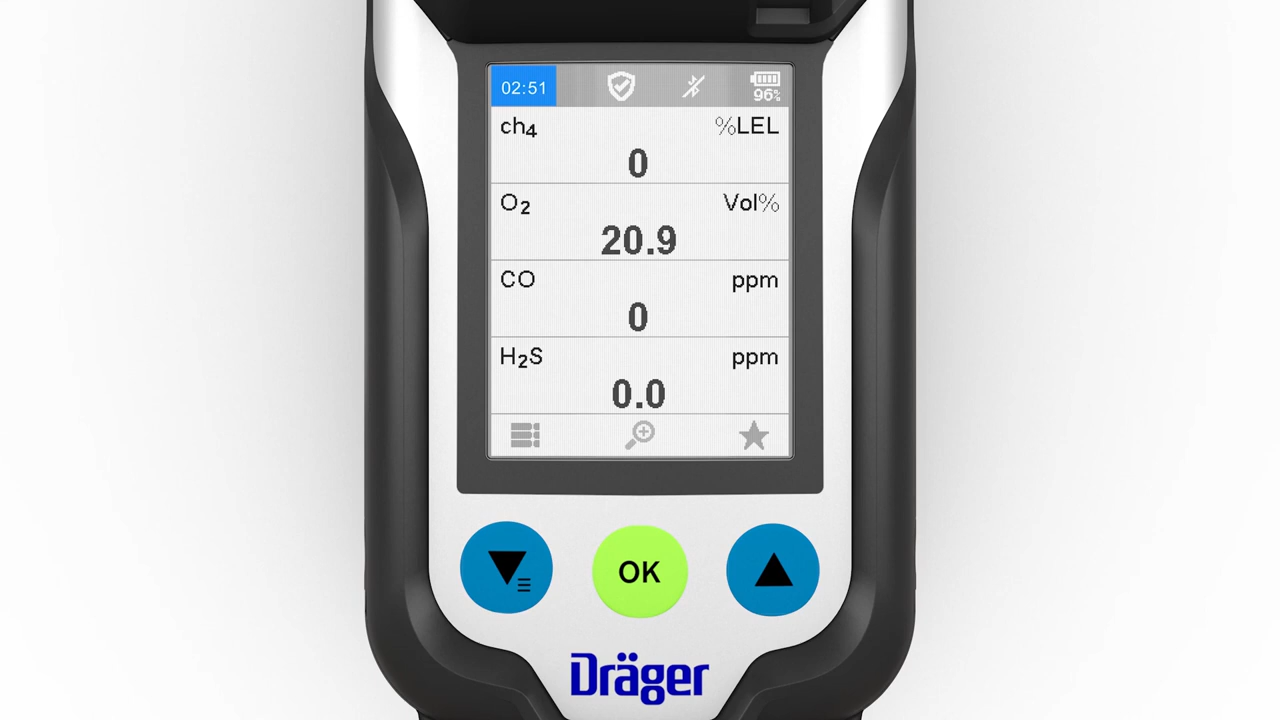 02:51 96%
ch₄ %LEL
0
O₂ Vol%
20.9
CO ppm
0
H₂S ppm
0.0
OK
Dräger